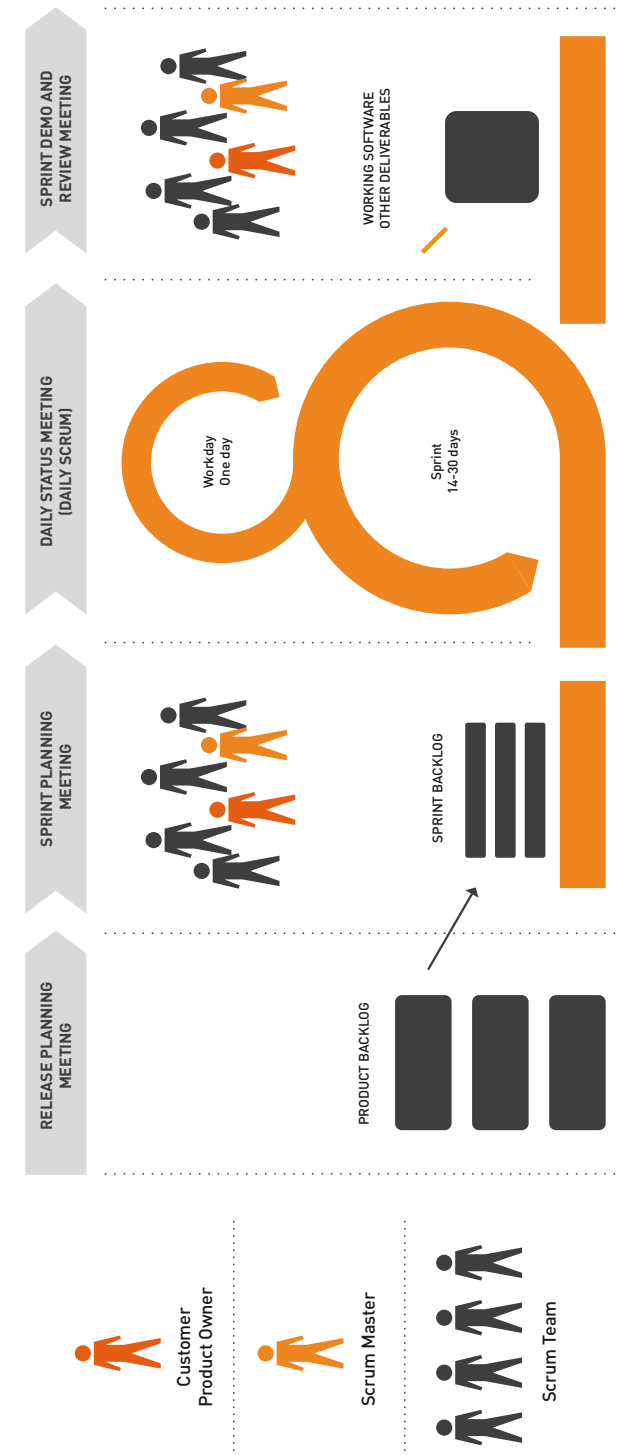 Customer
Product Owner
Scrum Master
Scrum Team
RELEASE PLANNING
MEETING
SPRINT PLANNING
MEETING
DAILY STATUS MEETING
(DAILY SCRUM)
SPRINT DEMO AND
REVIEW MEETING
PRODUCT BACKLOG
SPRINT BACKLOG
Workday
One day
Sprint
14-30 days
WORKING SOFTWARE
OTHER DELIVERABLES